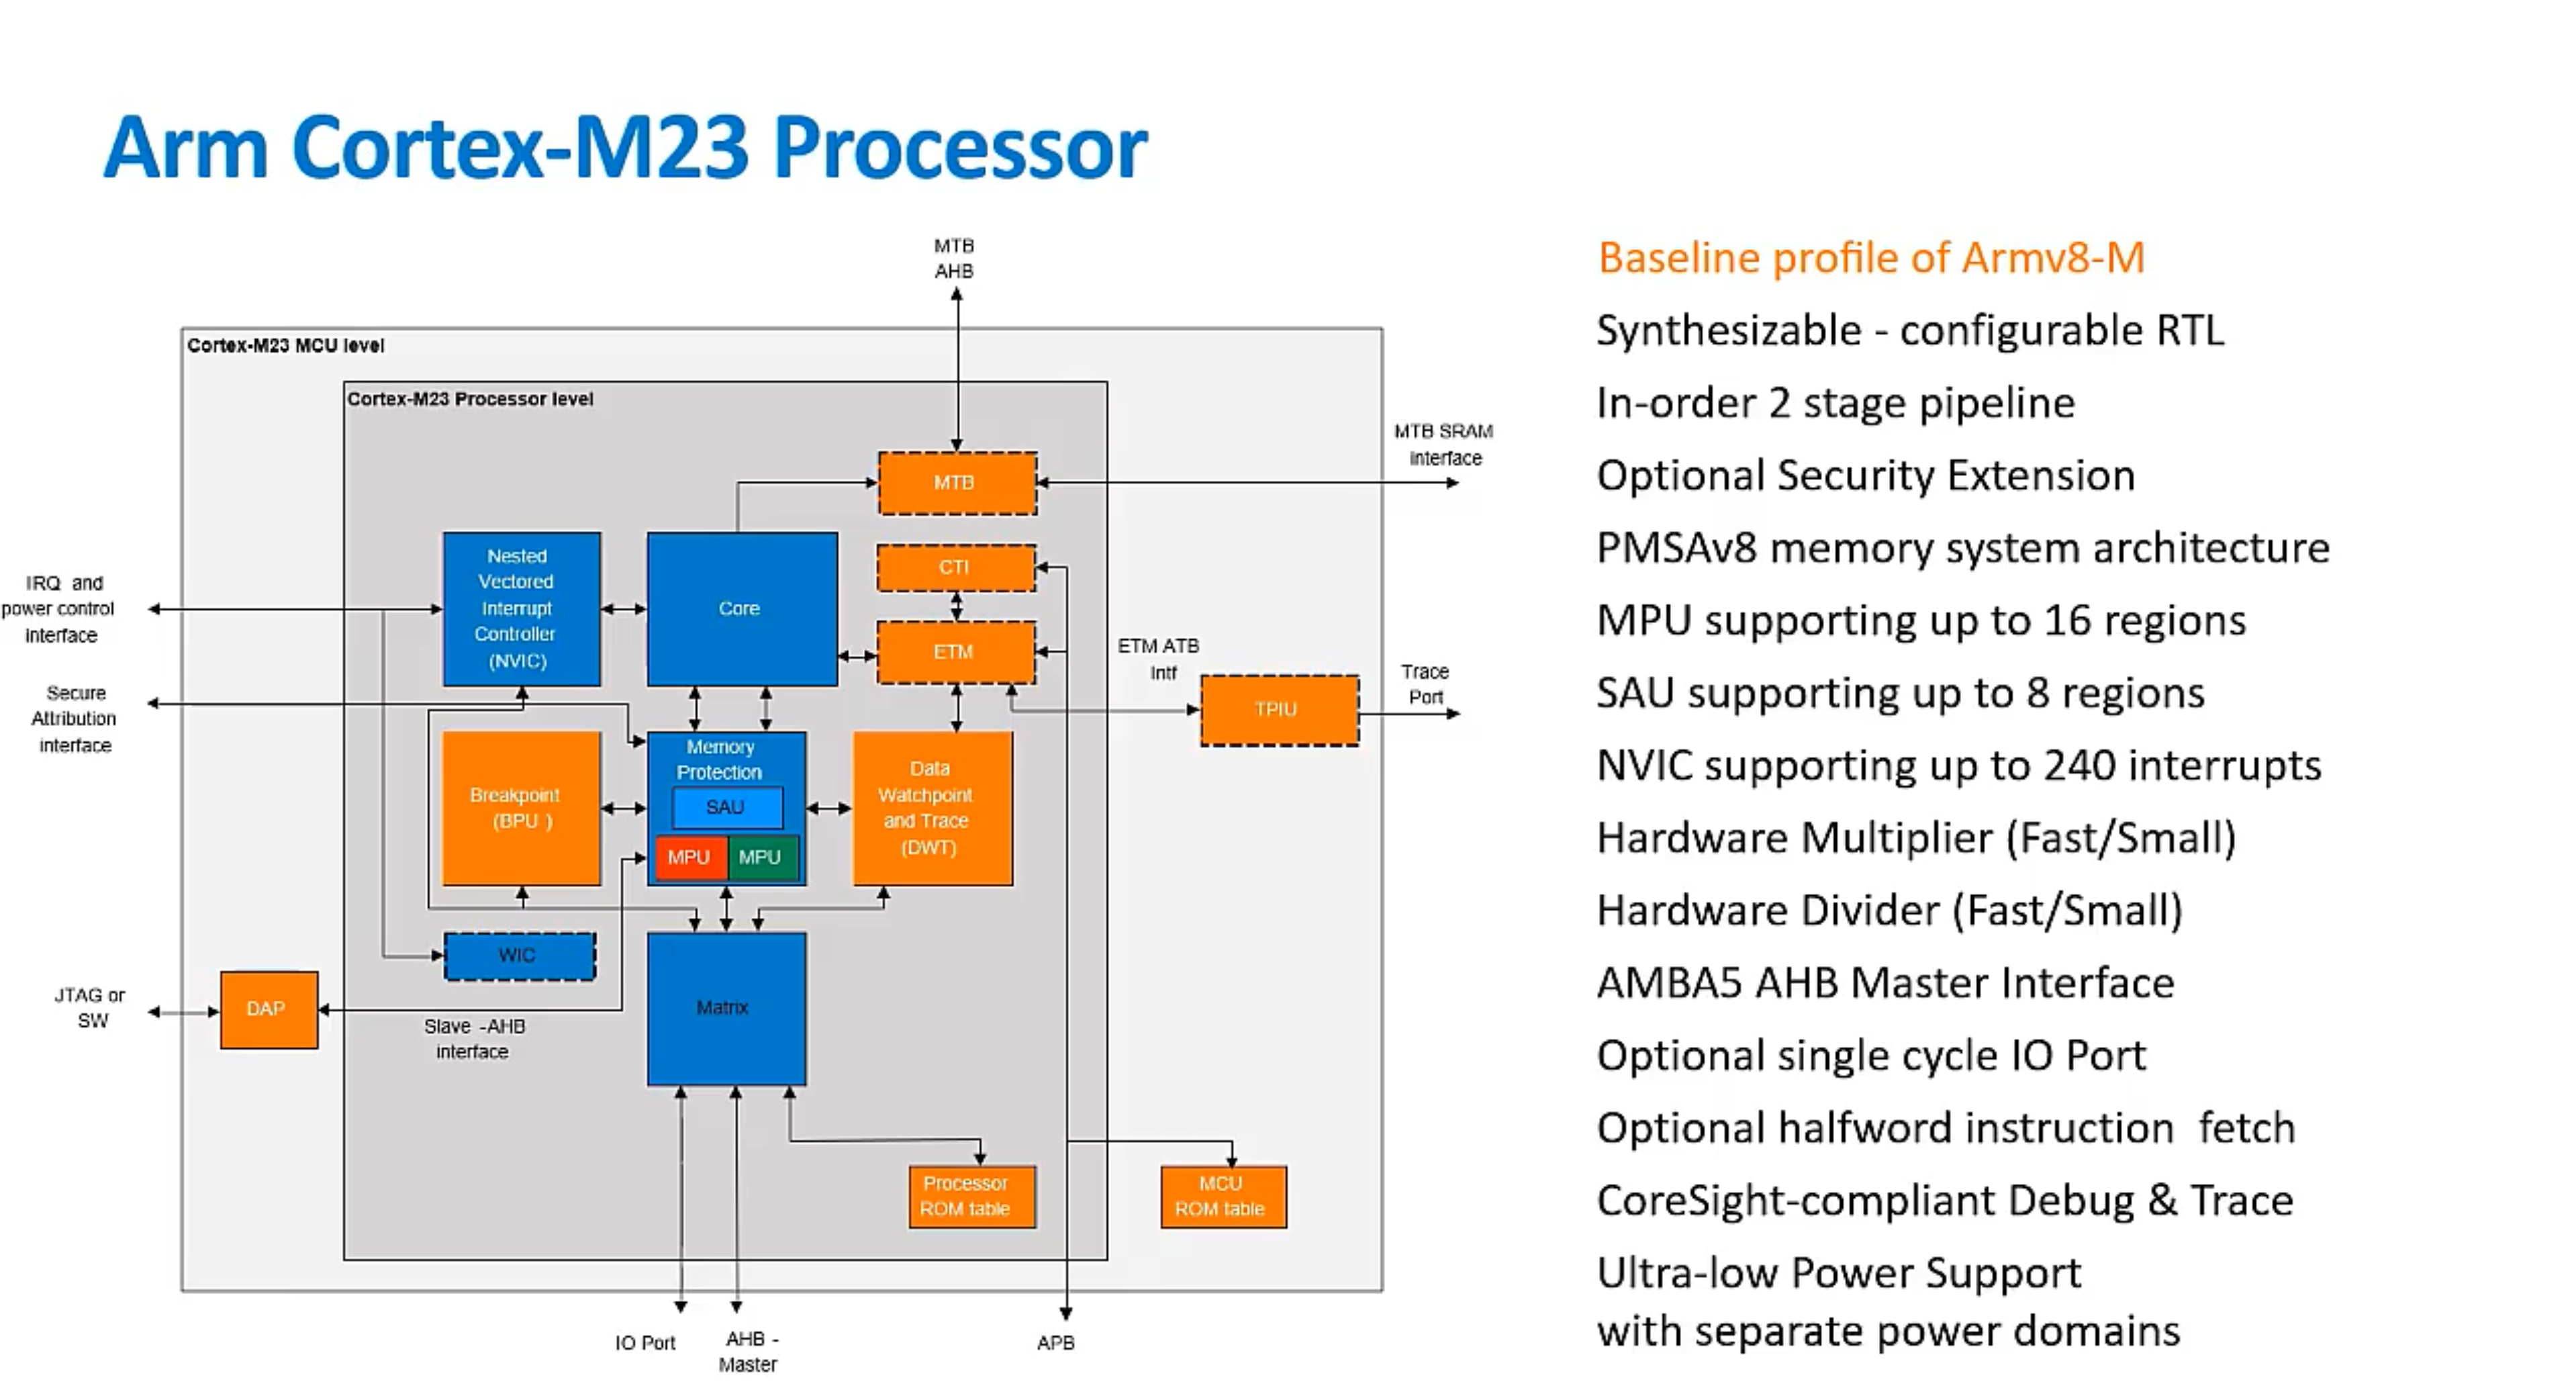 Arm Cortex-M23 Processor
MTB
AHB
Cortex-M23 MCU level
Cortex-M23 Processor level
MTB SRAM
interface
MTB
Nested
Vectored
Interrupt
Controller
(NVIC)
Core
CTI
ETM
IRQ and
power control
interface
Secure
Attribution
interface
ETM ATB
Intf
TPIU
Trace
Port
Breakpoint
(BPU )
Memory
Protection
SAU
MPU
MPU
Data
Watchpoint
and Trace
(DWT)
WIC
JTAG or
SW
DAP
Slave -AHB
interface
Matrix
Processor
ROM table
MCU
ROM table
IO Port
AHB -
Master
APB
Baseline profile of Armv8-M
Synthesizable - configurable RTL
In-order 2 stage pipeline
Optional Security Extension
PMSAv8 memory system architecture
MPU supporting up to 16 regions
SAU supporting up to 8 regions
NVIC supporting up to 240 interrupts
Hardware Multiplier (Fast/Small)
Hardware Divider (Fast/Small)
AMBA5 AHB Master Interface
Optional single cycle IO Port
Optional halfword instruction fetch
CoreSight-compliant Debug & Trace
Ultra-low Power Support
with separate power domains